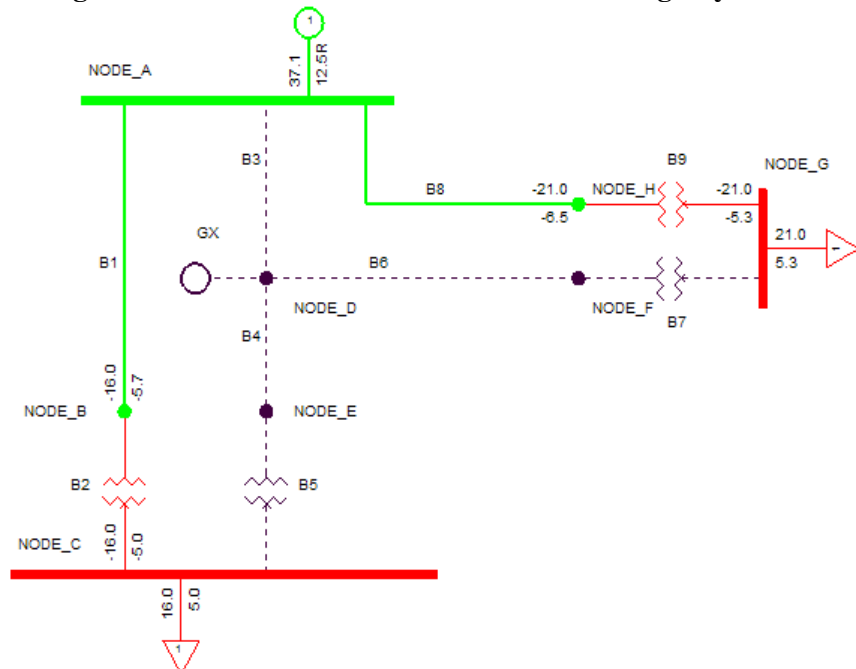 1
37.1
12.5R
NODE_A
B3
B9
NODE_G
B8
-21.0
NODE_H
-21.0
-6.5
-5.3
21.0
1
5.3
GX
B1
B6
NODE_D
NODE_F
B7
B4
-16.0
-5.7
NODE_B
NODE_E
B2
B5
-16.0
-5.0
NODE_C
16.0
5.0
1